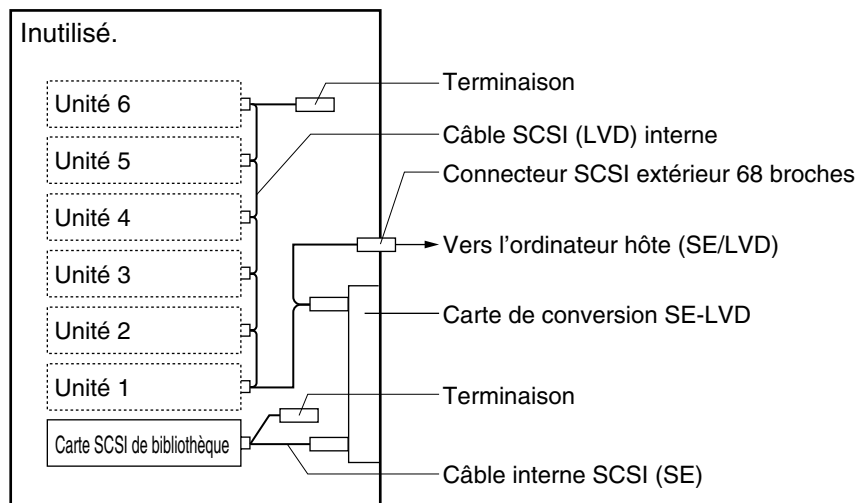 Inutilisé.
Unité 6
Unité 5
Unité 4
Unité 3
Unité 2
Unité 1
Carte SCSI de bibliothèque
Terminaison
Câble SCSI (LVD) interne
Connecteur SCSI extérieur 68 broches
Vers l'ordinateur hôte (SE/LVD)
Carte de conversion SE-LVD
Terminaison
Câble interne SCSI (SE)